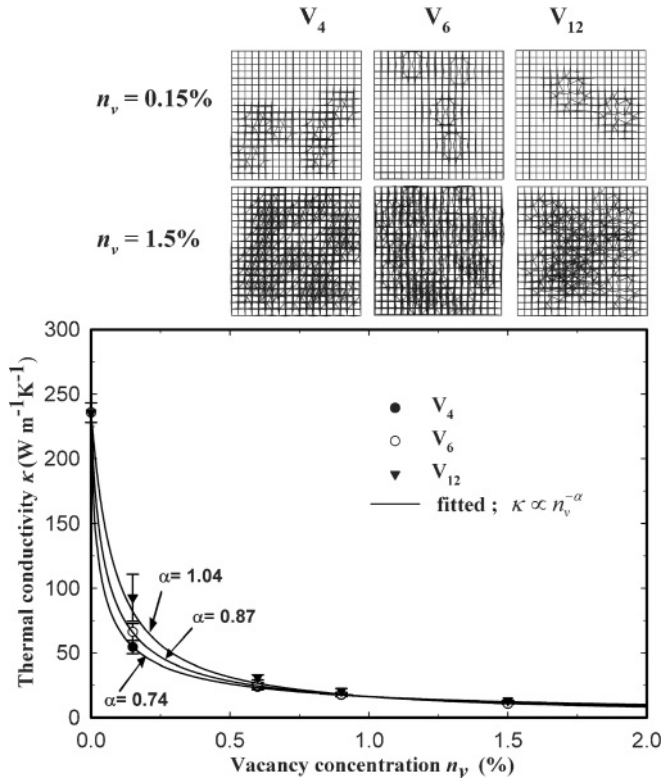 V4 V6 V12
nv = 0.15%
nv = 1.5%
300
250
200
150
100
50
0
Thermal conductivity κ (W m⁻¹K⁻¹)
V4
V6
V12
fitted ; κ ∝ nv^-α
α= 1.04
α= 0.87
α= 0.74
0.0 0.5 1.0 1.5 2.0
Vacancy concentration nv (%)